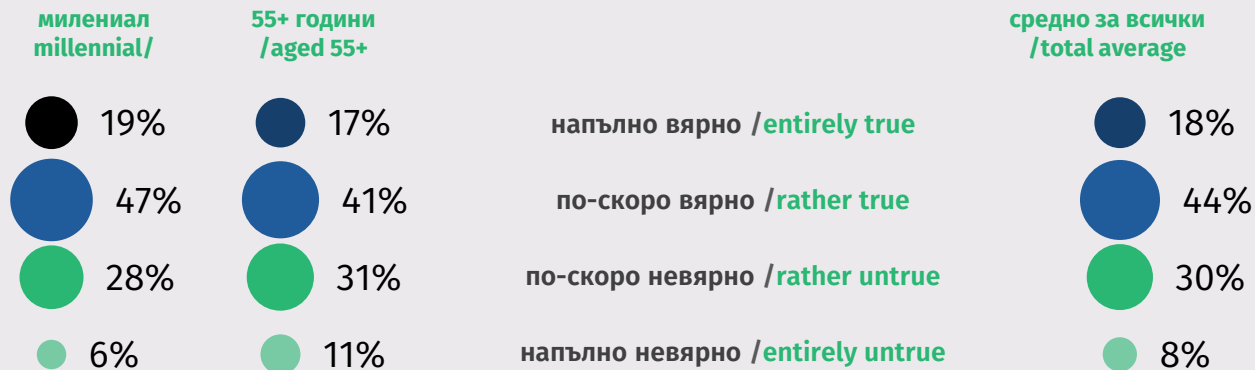 милениал
millennial/
55+ години
/aged 55+
средно за всички
/total average
19% 17% напълно вярно /entirely true 18%
47% 41% по-скоро вярно /rather true 44%
28% 31% по-скоро невярно /rather untrue 30%
6% 11% напълно невярно /entirely untrue 8%